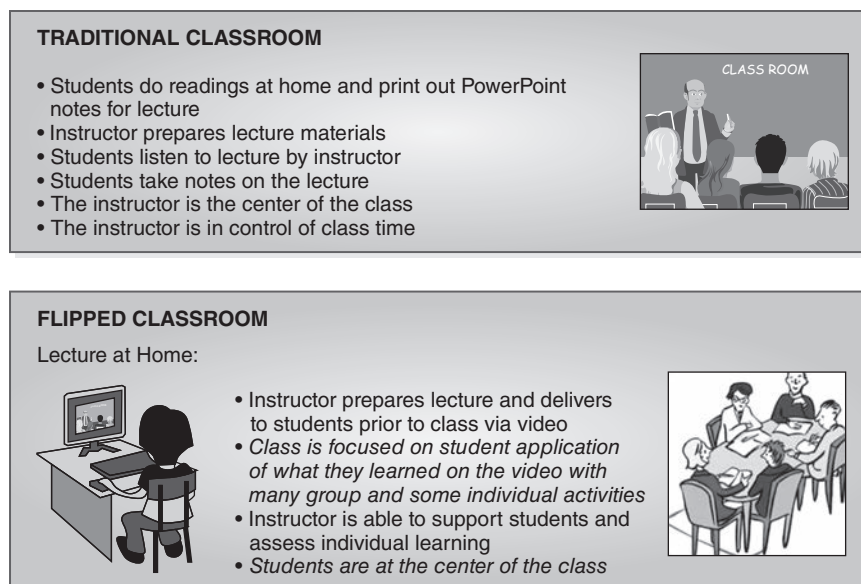 TRADITIONAL CLASSROOM
• Students do readings at home and print out PowerPoint
notes for lecture
• Instructor prepares lecture materials
• Students listen to lecture by instructor
• Students take notes on the lecture
• The instructor is the center of the class
• The instructor is in control of class time
CLASS ROOM
FLIPPED CLASSROOM
Lecture at Home:
• Instructor prepares lecture and delivers
to students prior to class via video
• Class is focused on student application
of what they learned on the video with
many group and some individual activities
• Instructor is able to support students and
assess individual learning
• Students are at the center of the class